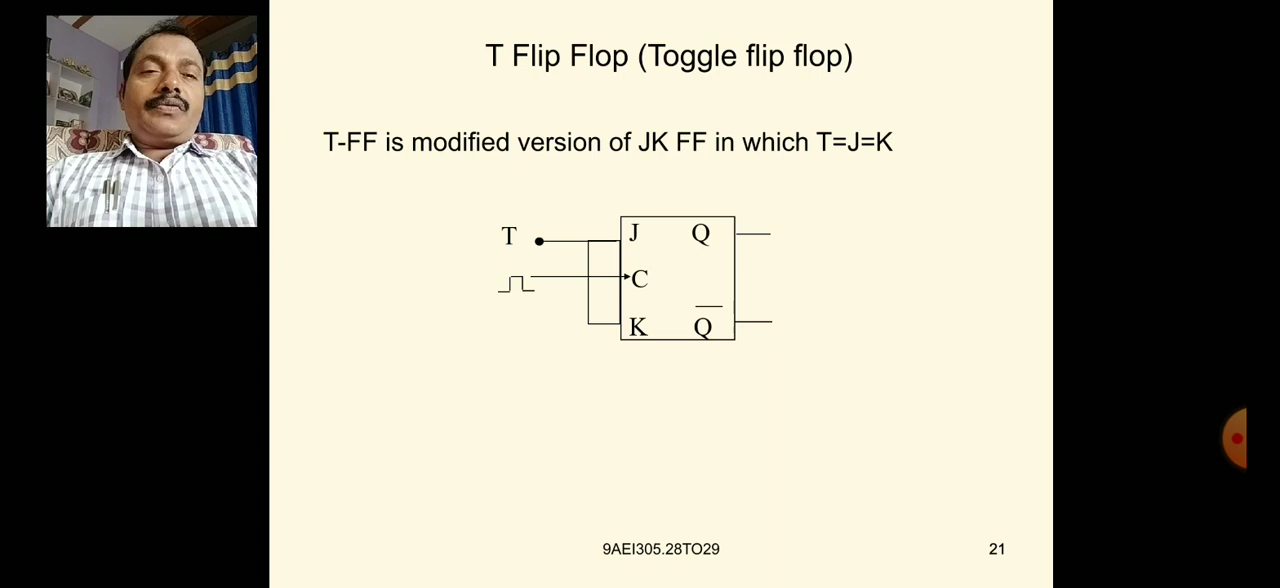 T Flip Flop (Toggle flip flop)
T-FF is modified version of JK FF in which T=J=K
T
J
Q
C
K
Q̅
9AEI305.28TO29
21